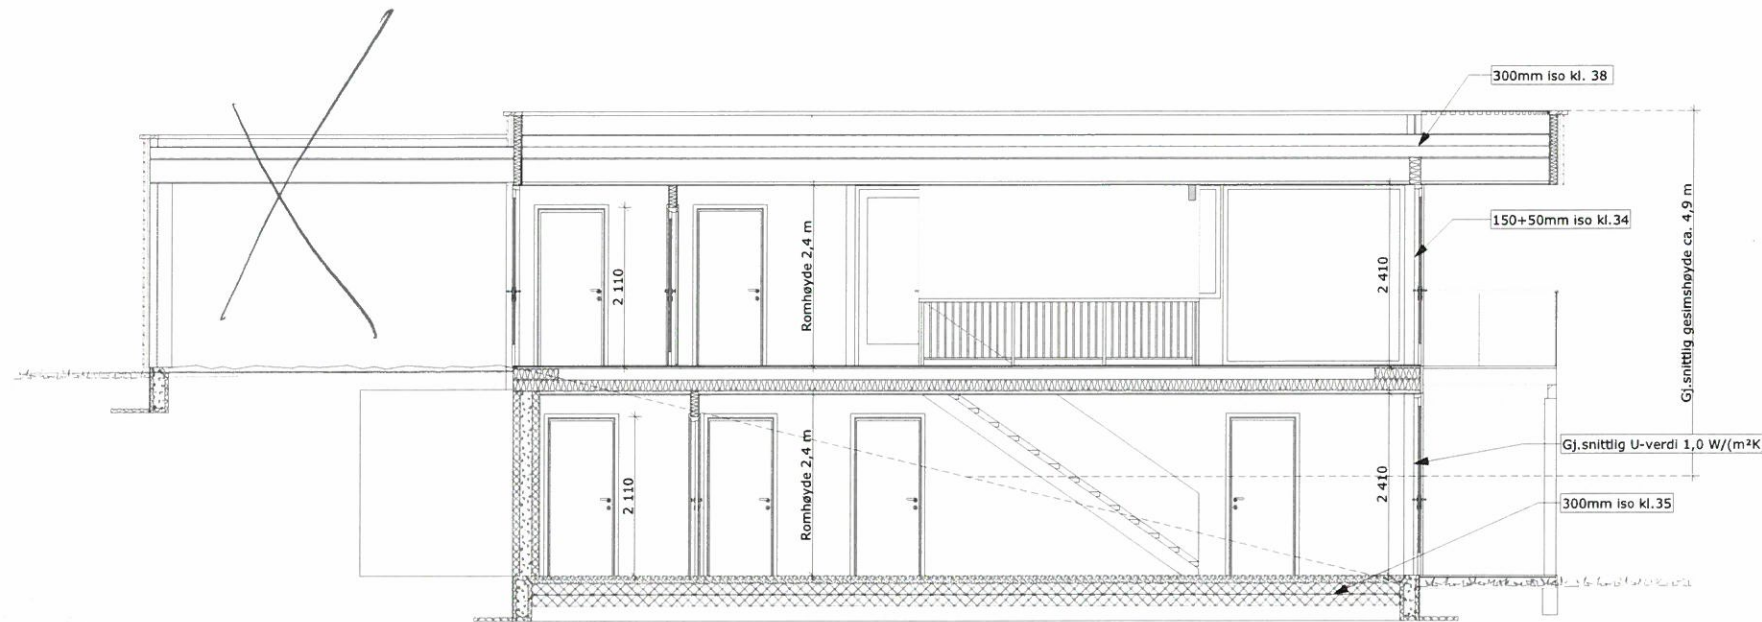 300mm iso kl. 38
150+50mm iso kl.34
Gj.snittlig gesimshøyde ca. 4,9 m
2 110
Romhøyde 2,4 m
2 410
Gj.snittlig U-verdi 1,0 W/(m²K
2 110
Romhøyde 2,4 m
2 410
300mm iso kl.35